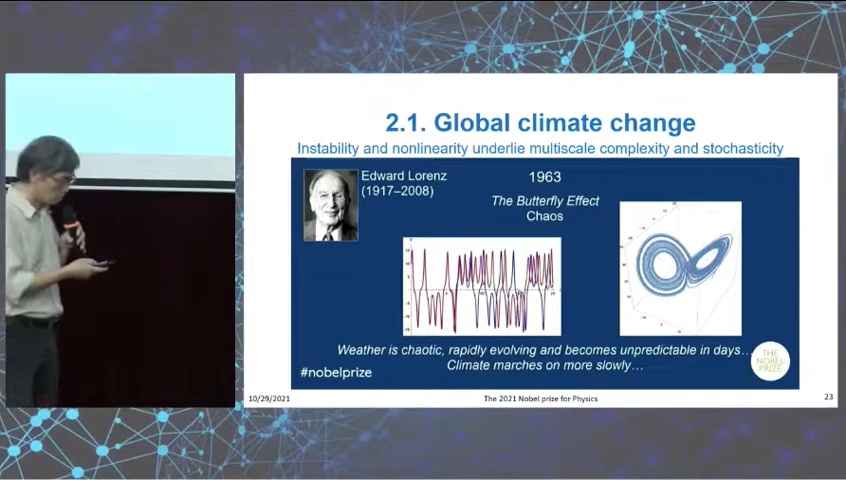 2.1. Global climate change
Instability and nonlinearity underlie multiscale complexity and stochasticity
Edward Lorenz
(1917–2008)
1963
The Butterfly Effect
Chaos
Weather is chaotic, rapidly evolving and becomes unpredictable in days…
Climate marches on more slowly…
THE
NOBEL
PRIZE
#nobelprize
10/29/2021
The 2021 Nobel prize for Physics
23